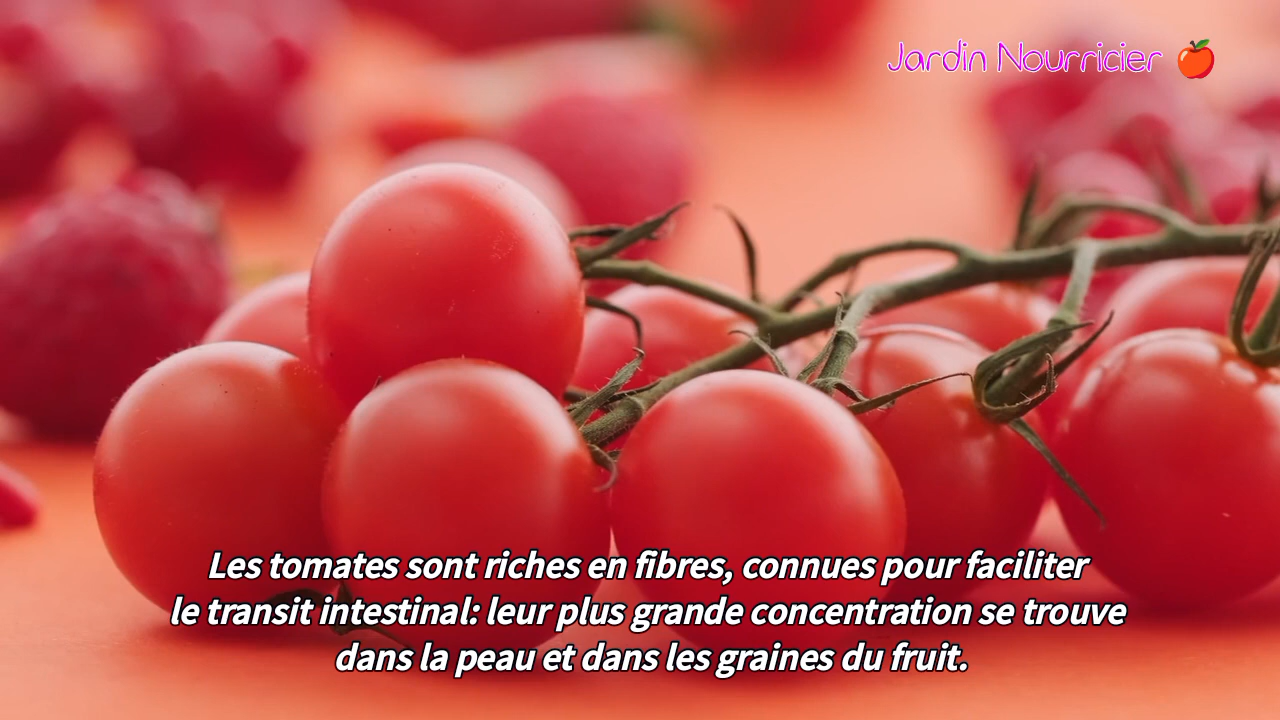 Jardin Nourricier 🍎
Les tomates sont riches en fibres, connues pour faciliter
le transit intestinal: leur plus grande concentration se trouve
dans la peau et dans les graines du fruit.